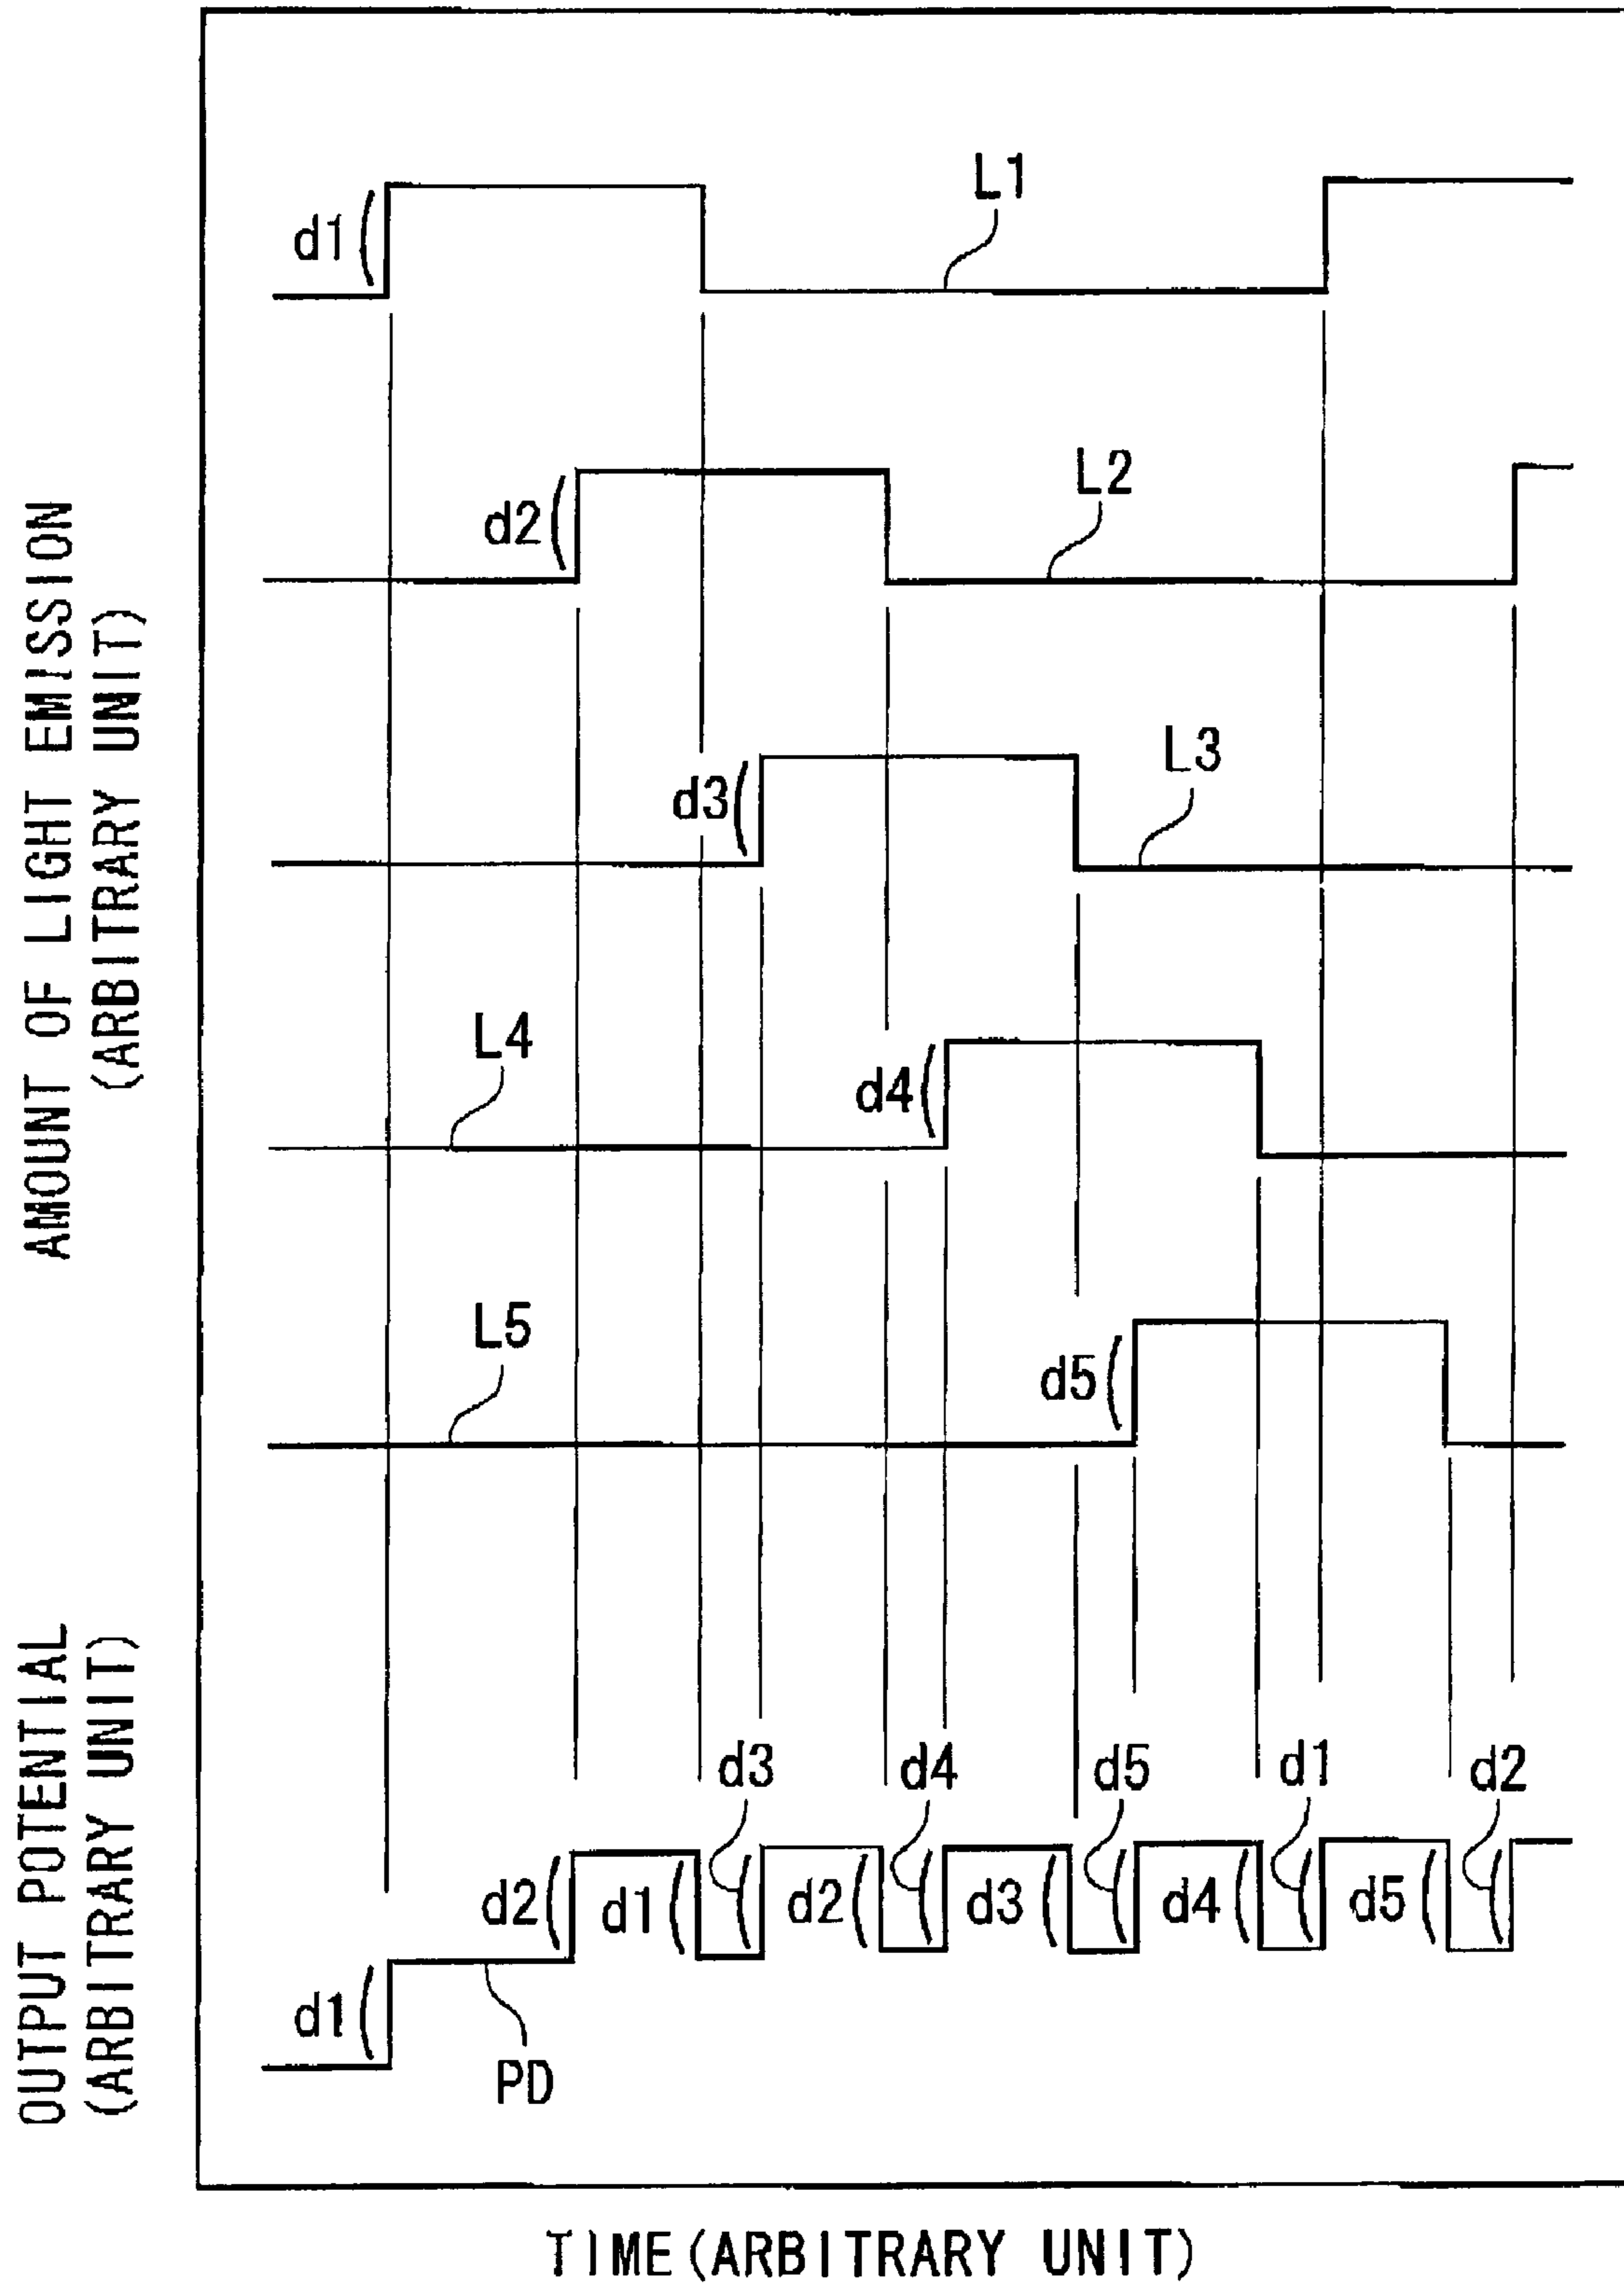 AMOUNT OF LIGHT EMISSION
(ARBITRARY UNIT)
OUTPUT POTENTIAL
(ARBITRARY UNIT)
L1
d1
L2
d2
L3
d3
L4
d4
L5
d5
d3
d4
d5
d1
d2
d2
d1
d2
d3
d4
d5
d1
PD
TIME(ARBITRARY UNIT)